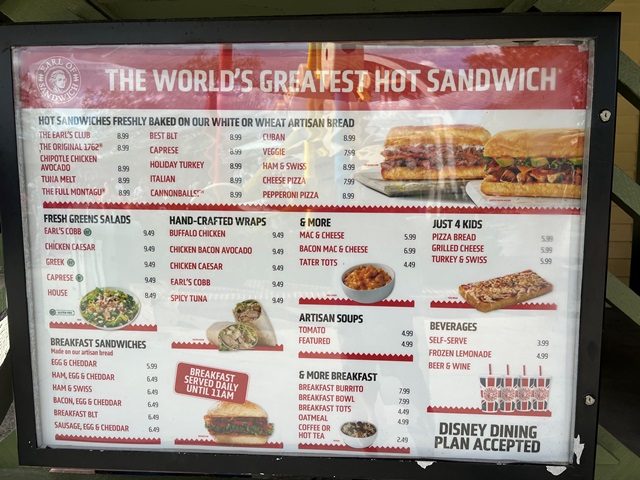 EARL OF SANDWICH
THE WORLD'S GREATEST HOT SANDWICH
HOT SANDWICHES FRESHLY BAKED ON OUR WHITE OR WHEAT ARTISAN BREAD
THE EARL'S CLUB 8.99
THE ORIGINAL 1762® 8.99
CHIPOTLE CHICKEN
AVOCADO 8.99
TUNA MELT 8.99
THE FULL MONTAGU® 8.99
BEST BLT 8.99
CAPRESE 8.99
HOLIDAY TURKEY 8.99
ITALIAN 8.99
CANNONBALLS!® 8.99
CUBAN 8.99
VEGGIE 7.99
HAM & SWISS 8.99
CHEESE PIZZA 7.99
PEPPERONI PIZZA 8.99
FRESH GREENS SALADS
EARL'S COBB 9.49
CHICKEN CAESAR 9.49
GREEK 9.49
CAPRESE 9.49
HOUSE 8.49
HAND-CRAFTED WRAPS
BUFFALO CHICKEN 9.49
CHICKEN BACON AVOCADO 9.49
CHICKEN CAESAR 9.49
EARL'S COBB 9.49
SPICY TUNA 9.49
& MORE
MAC & CHEESE 5.99
BACON MAC & CHEESE 6.99
TATER TOTS 4.49
JUST 4 KIDS
PIZZA BREAD 5.99
GRILLED CHEESE 5.99
TURKEY & SWISS 5.99
ARTISAN SOUPS
TOMATO 4.99
FEATURED 4.99
BEVERAGES
SELF-SERVE 3.99
FROZEN LEMONADE 4.99
BEER & WINE
BREAKFAST SANDWICHES
Made on our artisan bread
EGG & CHEDDAR 5.99
HAM, EGG & CHEDDAR 6.49
HAM & SWISS 6.49
BACON, EGG & CHEDDAR 6.49
BREAKFAST BLT 6.49
SAUSAGE, EGG & CHEDDAR 6.49
BREAKFAST
SERVED DAILY
UNTIL 11AM
& MORE BREAKFAST
BREAKFAST BURRITO 7.99
BREAKFAST BOWL 7.99
BREAKFAST TOTS 4.49
OATMEAL 4.99
COFFEE OR
HOT TEA 2.49
DISNEY DINING
PLAN ACCEPTED